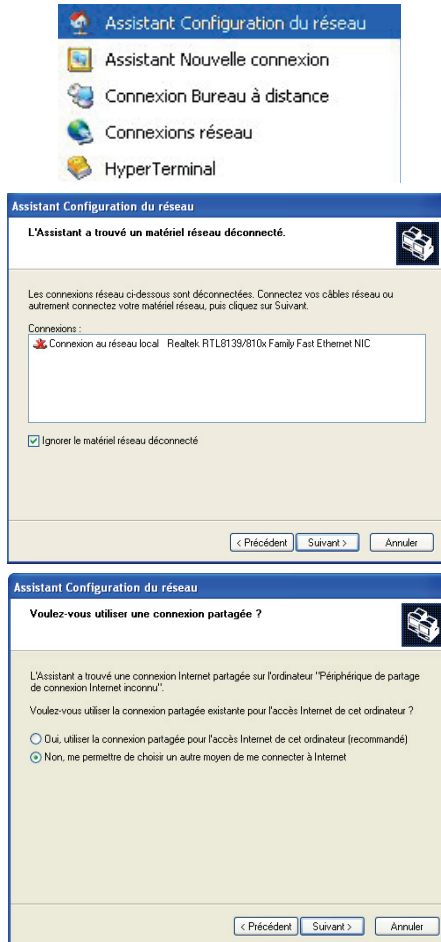 Assistant Configuration du réseau
Assistant Nouvelle connexion
Connexion Bureau à distance
Connexions réseau
HyperTerminal
Assistant Configuration du réseau
L'Assistant a trouvé un matériel réseau déconnecté.
Les connexions réseau ci-dessous sont déconnectées. Connectez vos câbles réseau ou
autrement connectez votre matériel réseau, puis cliquez sur Suivant.
Connexions :
Connexion au réseau local Realtek RTL8139/810x Family Fast Ethernet NIC
Ignorer le matériel réseau déconnecté
< Précédent Suivant > Annuler
Assistant Configuration du réseau
Voulez-vous utiliser une connexion partagée ?
L'Assistant a trouvé une connexion Internet partagée sur l'ordinateur "Périphérique de partage
de connexion Internet inconnu".
Voulez-vous utiliser la connexion partagée existante pour l'accès Internet de cet ordinateur ?
Oui, utiliser la connexion partagée pour l'accès Internet de cet ordinateur (recommandé)
Non, me permettre de choisir un autre moyen de me connecter à Internet
< Précédent Suivant > Annuler